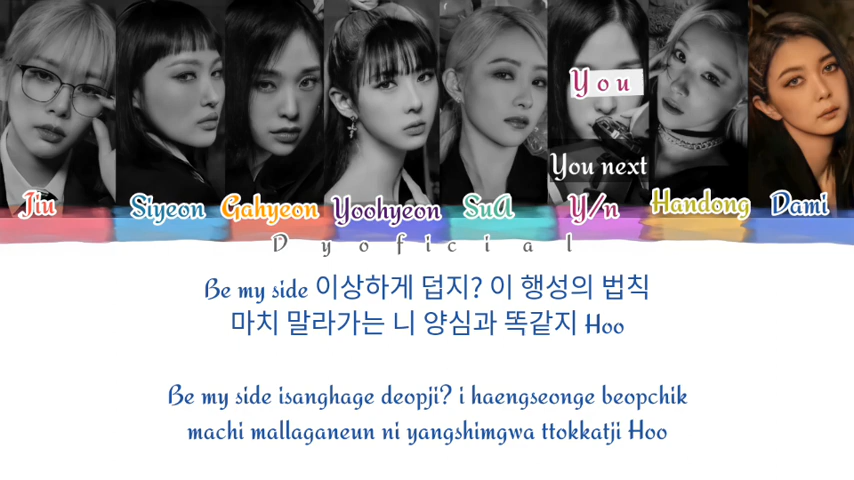 You
You next
Jiu Siyeon Gahyeon Yoohyeon SuA Y/n Handong Dami
Dyoficial
Be my side 이상하게 덥지? 이 행성의 법칙
마치 말라가는 니 양심과 똑같지 Hoo
Be my side isanghage deopji? i haengseonge beopchik
machi mallaganeun ni yangshimgwa ttokkatji Hoo